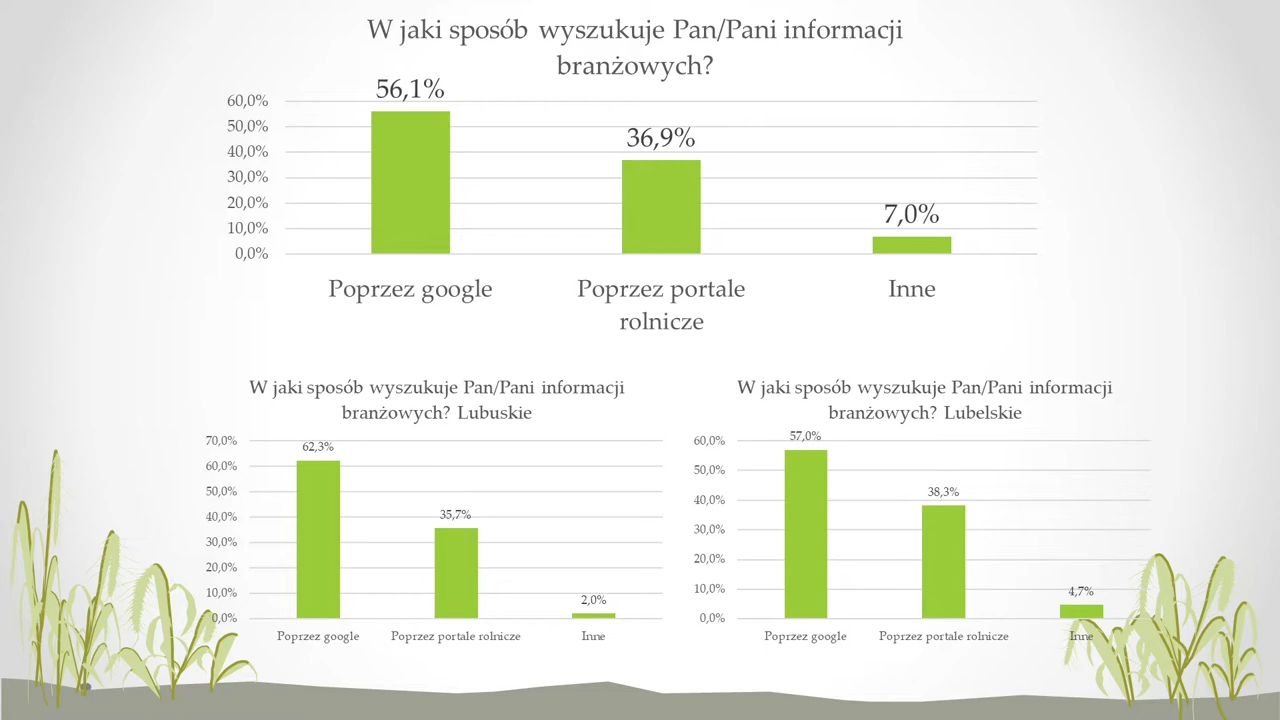 W jaki sposób wyszukuje Pan/Pani informacji
branżowych?
56,1%
36,9%
7,0%
60,0%
50,0%
40,0%
30,0%
20,0%
10,0%
0,0%
Poprzez google
Poprzez portale
rolnicze
Inne
W jaki sposób wyszukuje Pan/Pani informacji
branżowych? Lubuskie
70,0%
60,0%
50,0%
40,0%
30,0%
20,0%
10,0%
0,0%
62,3%
35,7%
2,0%
Poprzez google
Poprzez portale rolnicze
Inne
W jaki sposób wyszukuje Pan/Pani informacji
branżowych? Lubelskie
60,0%
50,0%
40,0%
30,0%
20,0%
10,0%
0,0%
57,0%
38,3%
4,7%
Poprzez google
Poprzez portale rolnicze
Inne